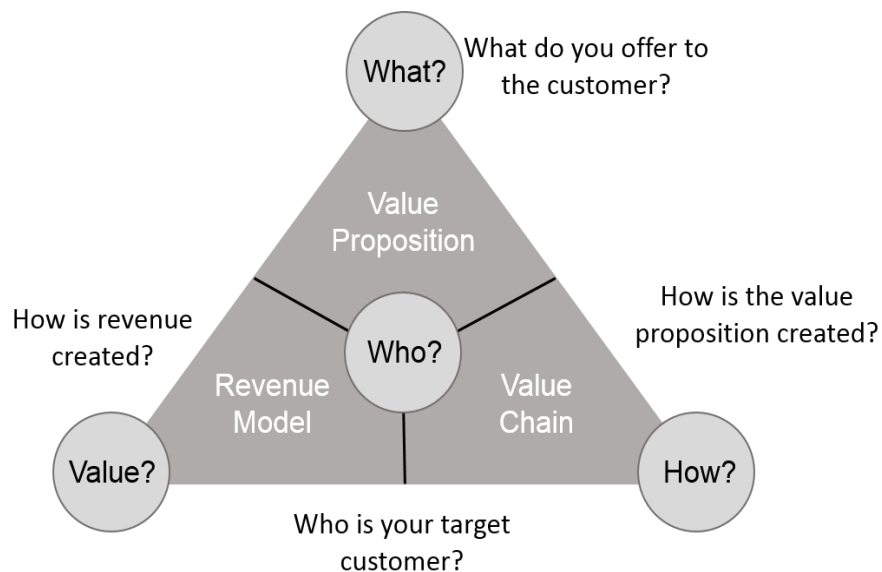 What?
What do you offer to
the customer?
Value
Proposition
How is revenue
created?
How is the value
proposition created?
Who?
Revenue
Model
Value
Chain
Value?
How?
Who is your target
customer?